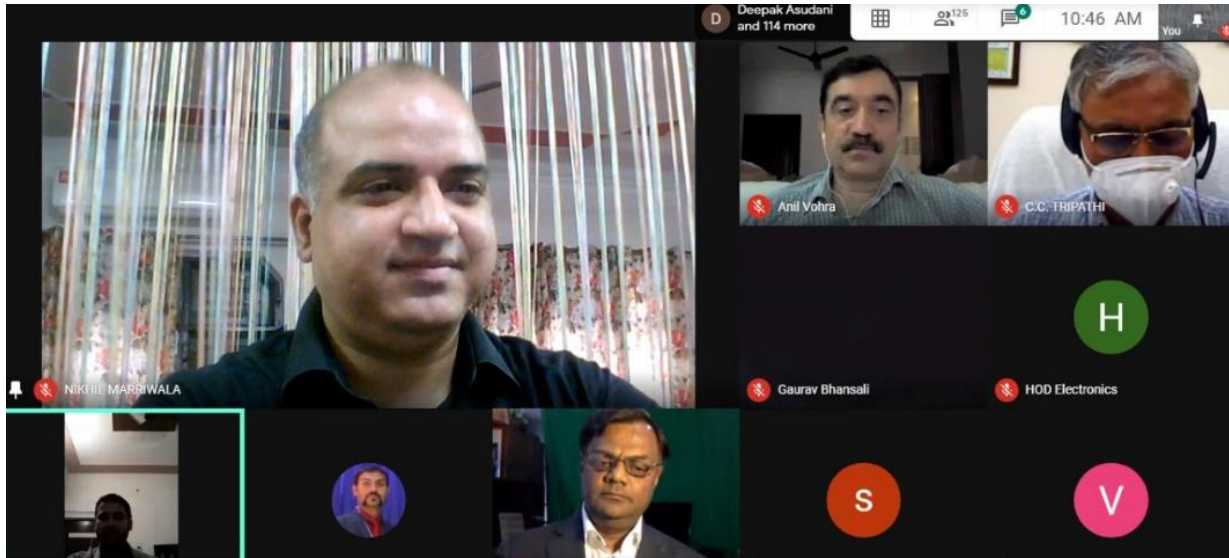 D
Deepak Asudani
and 114 more
125
6
10:46 AM
You
Anil Vohra
C.C. TRIPATHI
NIKHIL MARRIWALA
Gaurav Bhansali
H
HOD Electronics
S
V